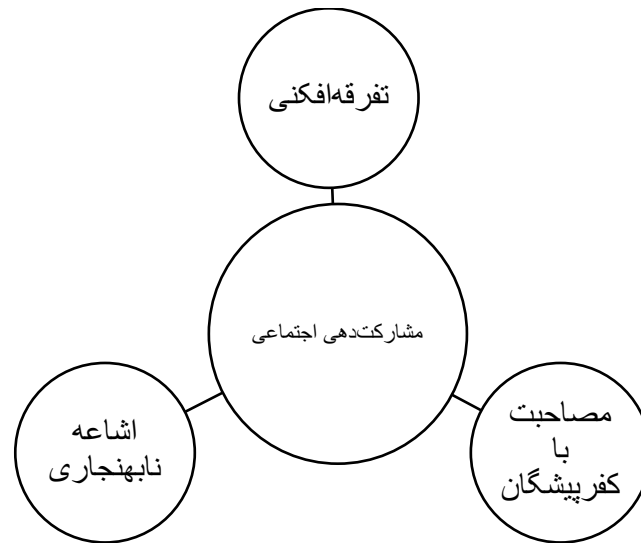 تفرقه‌افکنی
مشارکت‌دهی اجتماعی
مصاحبت
با
کفرپیشگان
اشاعه
نابهنجاری